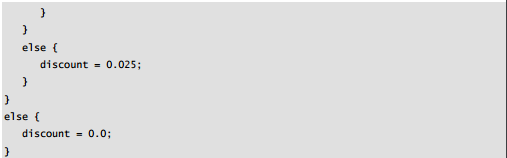 }
}
else {
discount = 0.025;
}
}
else {
discount = 0.0;
}